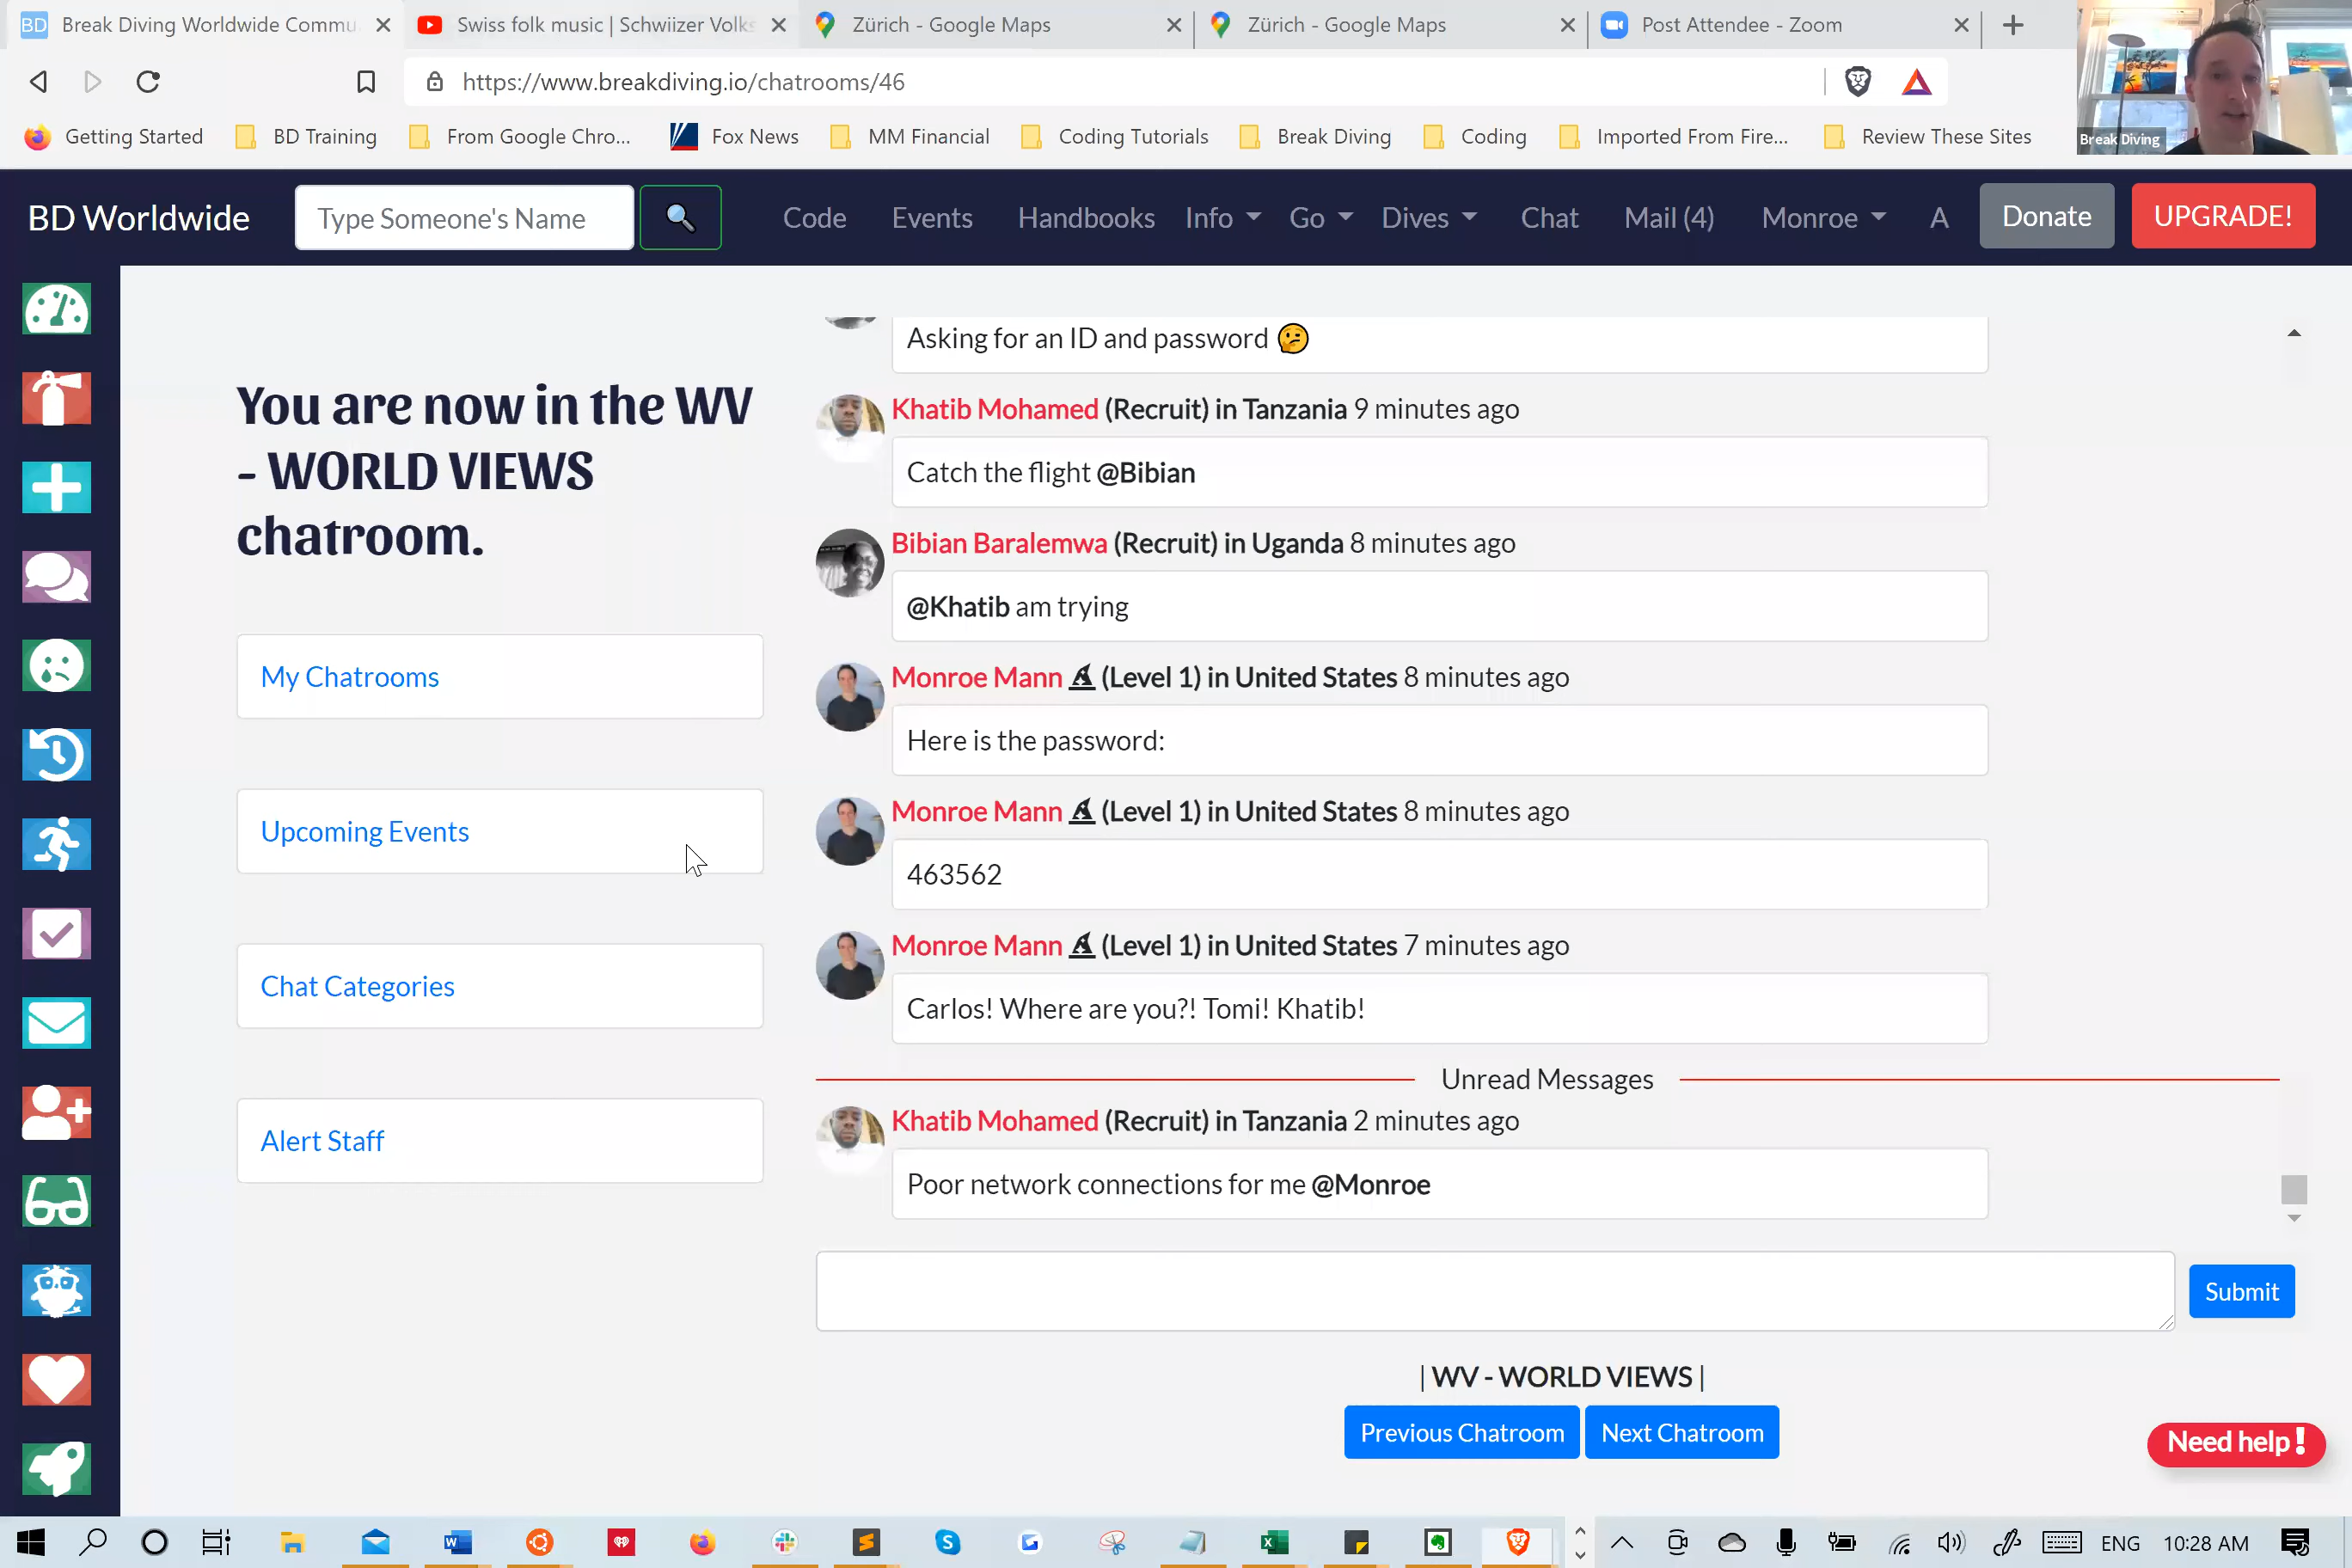 BD Break Diving Worldwide Commu
Swiss folk music | Schwiizer Volks
Zürich - Google Maps
Zürich - Google Maps
Post Attendee - Zoom
https://www.breakdiving.io/chatrooms/46
Getting Started
BD Training
From Google Chro...
Fox News
MM Financial
Coding Tutorials
Break Diving
Coding
Imported From Fire...
Review These Sites
Break Diving
BD Worldwide
Type Someone's Name
Code
Events
Handbooks
Info
Go
Dives
Chat
Mail (4)
Monroe
A
Donate
UPGRADE!
You are now in the WV
- WORLD VIEWS
chatroom.
My Chatrooms
Upcoming Events
Chat Categories
Alert Staff
Asking for an ID and password 🤔
Khatib Mohamed (Recruit) in Tanzania 9 minutes ago
Catch the flight @Bibian
Bibian Baralemwa (Recruit) in Uganda 8 minutes ago
@Khatib am trying
Monroe Mann (Level 1) in United States 8 minutes ago
Here is the password:
Monroe Mann (Level 1) in United States 8 minutes ago
463562
Monroe Mann (Level 1) in United States 7 minutes ago
Carlos! Where are you?! Tomi! Khatib!
Unread Messages
Khatib Mohamed (Recruit) in Tanzania 2 minutes ago
Poor network connections for me @Monroe
Submit
| WV - WORLD VIEWS |
Previous Chatroom
Next Chatroom
Need help!
ENG
10:28 AM